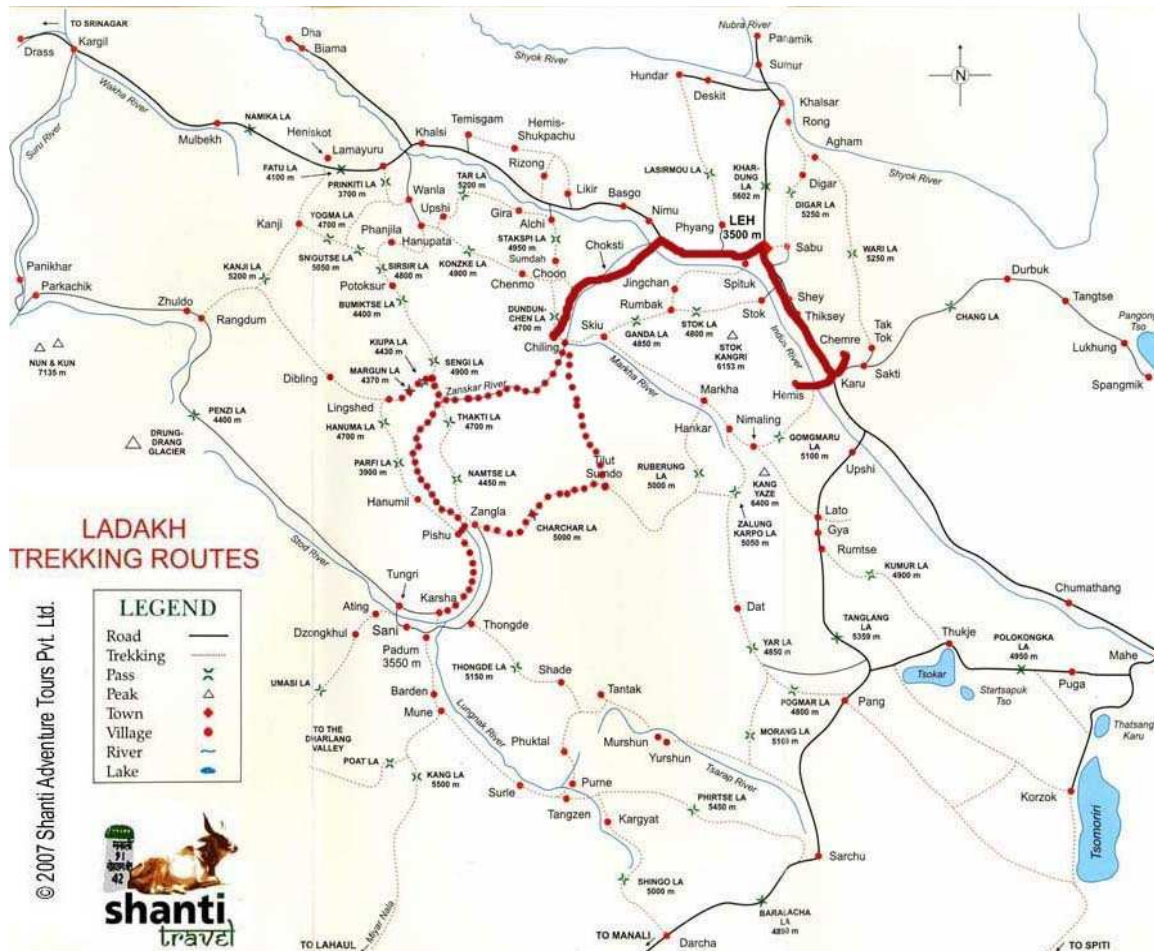 TO SRINAGAR
Drass
Kargil
Dha
Biama
Shyok River
Nubra River
Panamik
Sumur
Hundar
Deskit
Khalsar
Rong
Agham
N
Wakha River
Suru River
NAMIKA LA
Mulbekh
Heniskot
Lamayuru
FATU LA
4100 m
PRINKITI LA
3700 m
Khalsi
Temisgam
Hemis-
Shukpachu
Rizong
TAR LA
5200 m
Likir
Basgo
Nimu
LASIRMOU LA
KHAR-
DUNG
LA
5602 m
Digar
DIGAR LA
5250 m
Shyok River
Wanla
Upshi
Gira
Alchi
Phyang
LEH
3500 m
Sabu
WARI LA
5250 m
Kanji
YOGMA LA
4700 m
Phanjila
Hanupata
SNGUTSE LA
5050 m
SIRSIR LA
4800 m
KONZKE LA
4900 m
STAKSPI LA
4950 m
Sumdah
Choon
Chenmo
Choksti
KANJI LA
5200 m
Potoksur
BUMIKTSE LA
4400 m
DUNDUN-
CHEN LA
4700 m
Jingchan
Rumbak
Spituk
Stok
Shey
Thiksey
Panikhar
Parkachik
Zhuldo
Rangdum
NUN & KUN
7135 m
KIUPA LA
4430 m
MARGUN LA
4370 m
SENGI LA
4900 m
Chiling
Skiu
GANDA LA
4850 m
STOK LA
4800 m
STOK
KANGRI
6153 m
Indus River
Chemre
Tak
Tok
Sakti
Karu
Hemis
CHANG LA
Durbuk
Tangtse
Lukhung
Pangong
Tso
Spangmik
Dibling
Zanskar River
Markha River
Markha
Nimaling
Hankar
PENZI LA
4400 m
DRUNG-
DRANG
GLACIER
Lingshed
HANUMA LA
4700 m
THAKTI LA
4700 m
PARFI LA
3900 m
NAMTSE LA
4450 m
Hanumil
Zangla
Pishu
CHARCHAR LA
5000 m
Tilut
Sumdo
RUBERUNG
LA
5000 m
GOMGMARU
LA
5100 m
KANG
YAZE
6400 m
ZALUNG
KARPO LA
5050 m
Upshi
Lato
Gya
Rumtse
KUMUR LA
4900 m
Chumathang
LADAKH
TREKKING ROUTES
Stod River
Tungri
Karsha
Ating
Sani
Dzongkhul
Padum
3550 m
Thongde
UMASI LA
Barden
Mune
THONGDE LA
5150 m
Shade
Tantak
Dat
YAR LA
4850 m
TANGLANG
LA
5359 m
Thukje
Tsokar
POLOKONGKA
LA
4950 m
Mahe
Puga
Startsapuk
Tso
Thatsang
Karu
POGMAR LA
4800 m
Pang
MORANG LA
5100 m
TO THE
DHARLANG
VALLEY
POAT LA
KANG LA
5500 m
Lungnak River
Phuktal
Murshun
Yurshun
Tsarap River
Surle
Purne
Tangzen
Kargyat
PHIRTSE LA
5450 m
Korzok
Tsomoriri
Sarchu
SHINGO LA
5000 m
BARALACHA
LA
4890 m
TO MANALI
Darcha
TO LAHAUL
Miyar Nala
TO SPITI
LEGEND
Road
Trekking
Pass
Peak
Town
Village
River
Lake
© 2007 Shanti Adventure Tours Pvt. Ltd.
42
shanti
travel